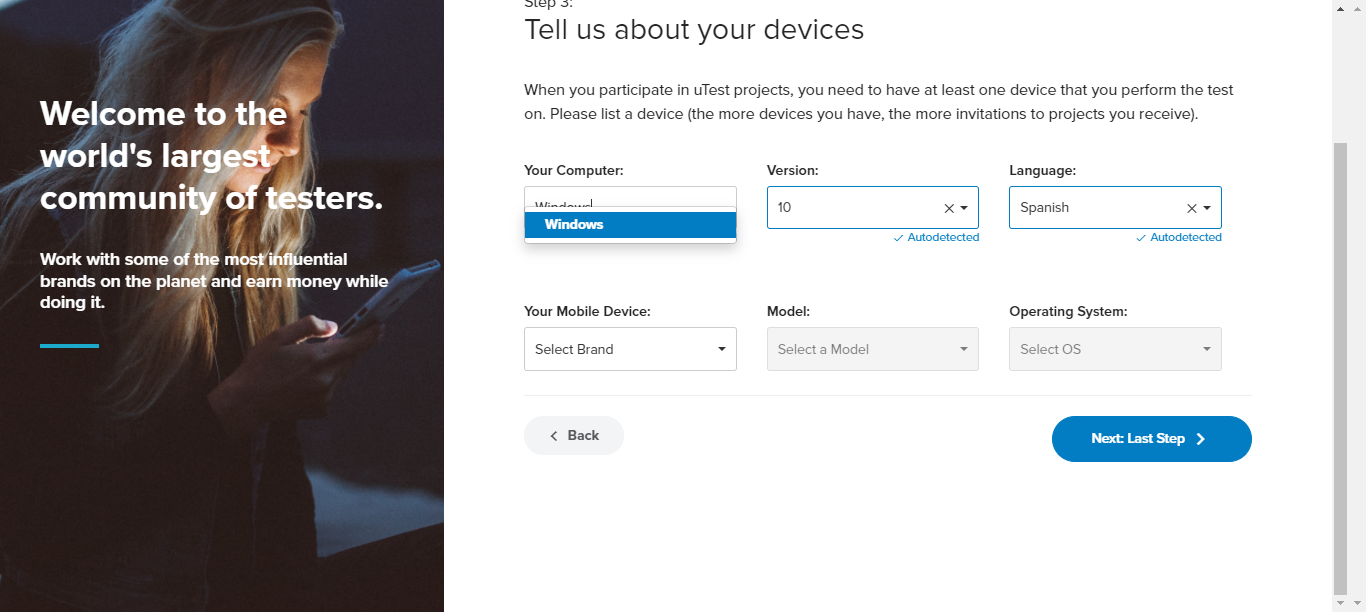 Welcome to the
world's largest
community of testers.
Work with some of the most influential
brands on the planet and earn money while
doing it.
Step 3:
Tell us about your devices
When you participate in uTest projects, you need to have at least one device that you perform the test
on. Please list a device (the more devices you have, the more invitations to projects you receive).
Your Computer: Version: Language:
Windows 10 Spanish
Windows
Autodetected Autodetected
Your Mobile Device: Model: Operating System:
Select Brand Select a Model Select OS
Back Next: Last Step